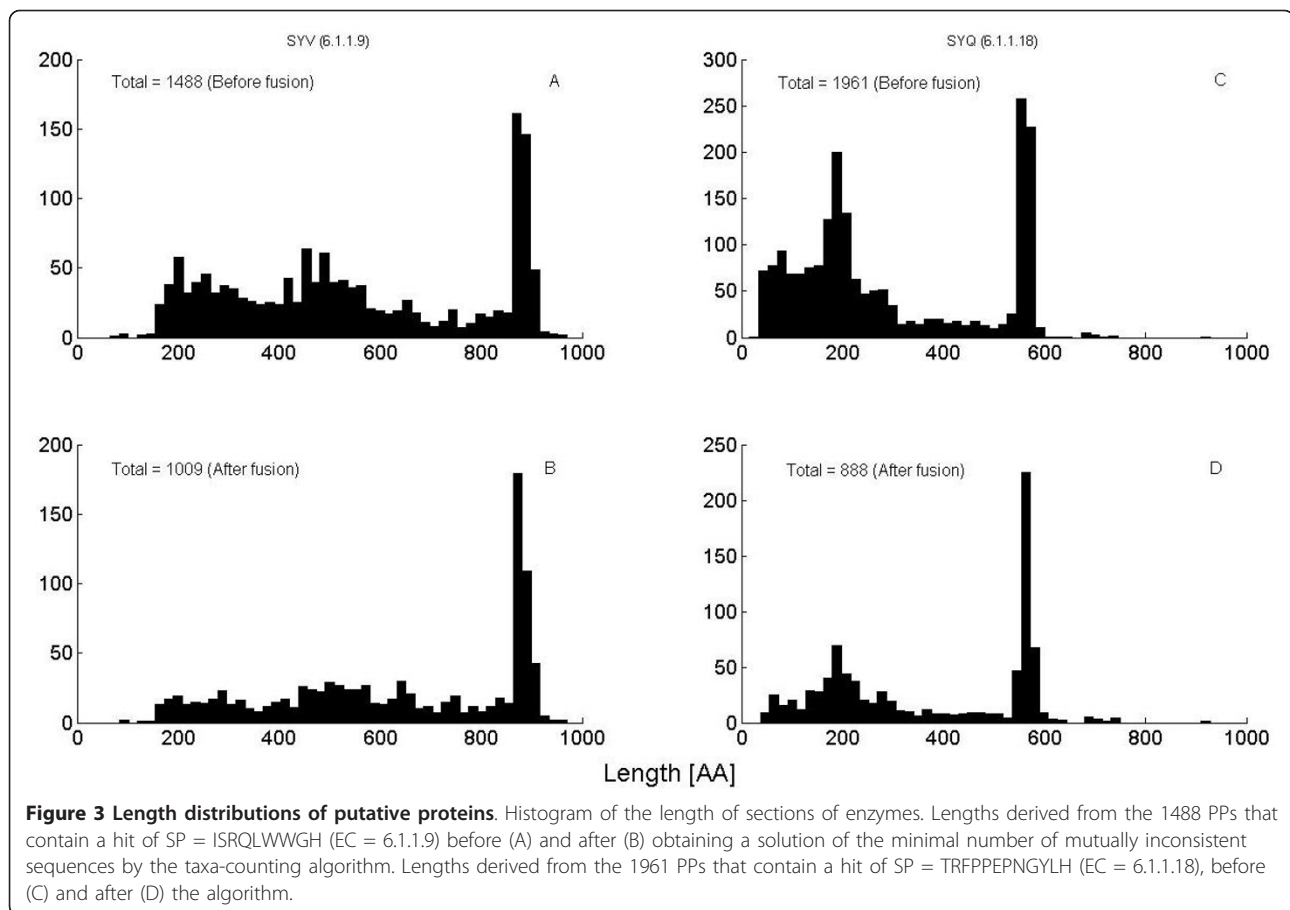 SYV (6.1.1.9)
200
Total = 1488 (Before fusion)
A
150
100
50
0
0 200 400 600 800 1000
SYQ (6.1.1.18)
300
Total = 1961 (Before fusion)
C
250
200
150
100
50
0
0 200 400 600 800 1000
200
Total = 1009 (After fusion)
B
150
100
50
0
0 200 400 600 800 1000
250
Total = 888 (After fusion)
D
200
150
100
50
0
0 200 400 600 800 1000
Length [AA]
Figure 3 Length distributions of putative proteins. Histogram of the length of sections of enzymes. Lengths derived from the 1488 PPs that
contain a hit of SP = ISRQLWWGH (EC = 6.1.1.9) before (A) and after (B) obtaining a solution of the minimal number of mutually inconsistent
sequences by the taxa-counting algorithm. Lengths derived from the 1961 PPs that contain a hit of SP = TRFPPEPNGYLH (EC = 6.1.1.18), before
(C) and after (D) the algorithm.